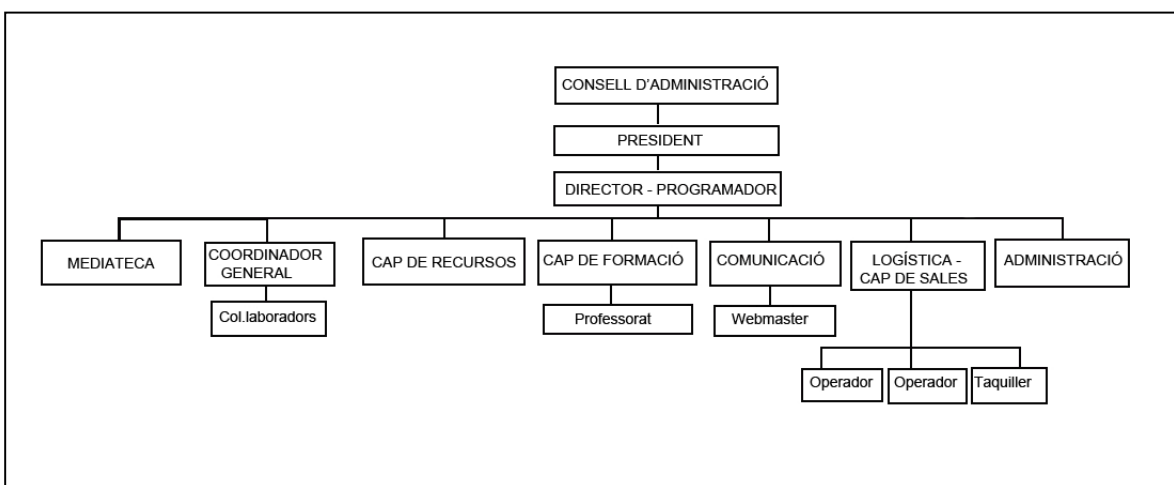 CONSELL D'ADMINISTRACIÓ
PRESIDENT
DIRECTOR - PROGRAMADOR
MEDIATECA
COORDINADOR
GENERAL
CAP DE RECURSOS
CAP DE FORMACIÓ
COMUNICACIÓ
LOGÍSTICA -
CAP DE SALES
ADMINISTRACIÓ
Col.laboradors
Professorat
Webmaster
Operador
Operador
Taquiller